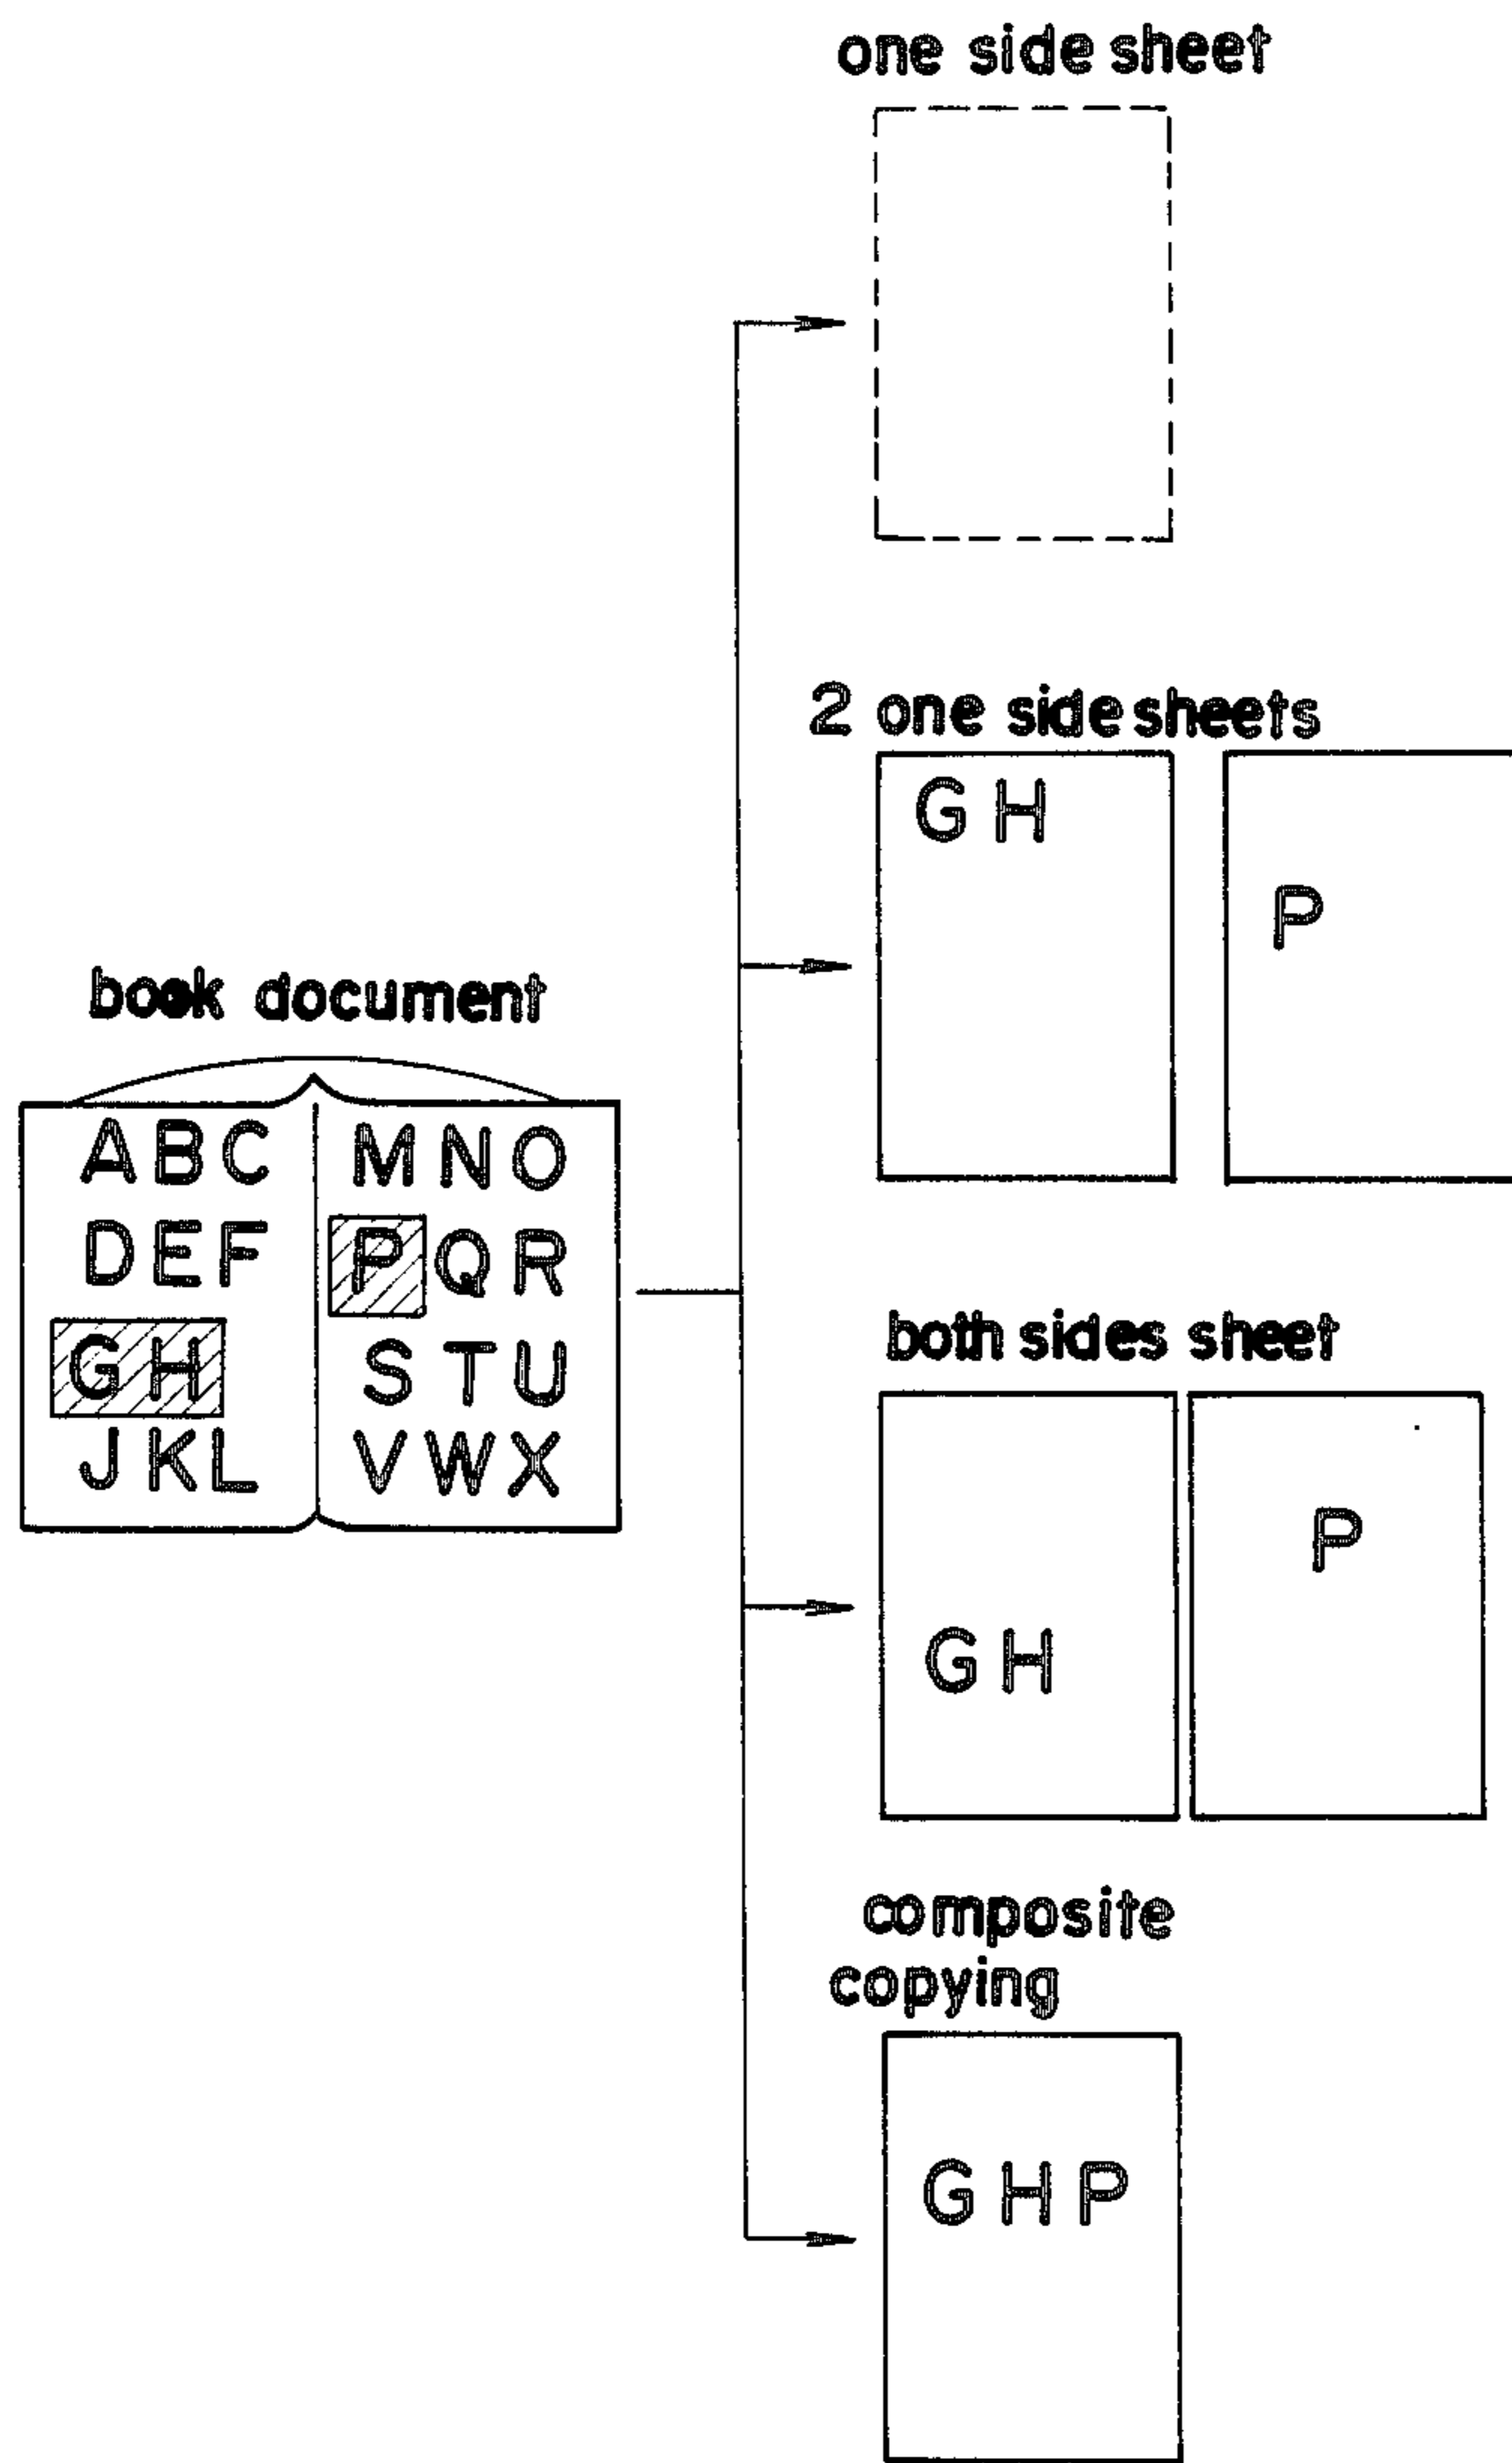 one side sheet
2 one side sheets
G H
P
book document
A B C
D E F
G H
J K L
M N O
P Q R
S T U
V W X
both sides sheet
G H
P
composite
copying
G H P